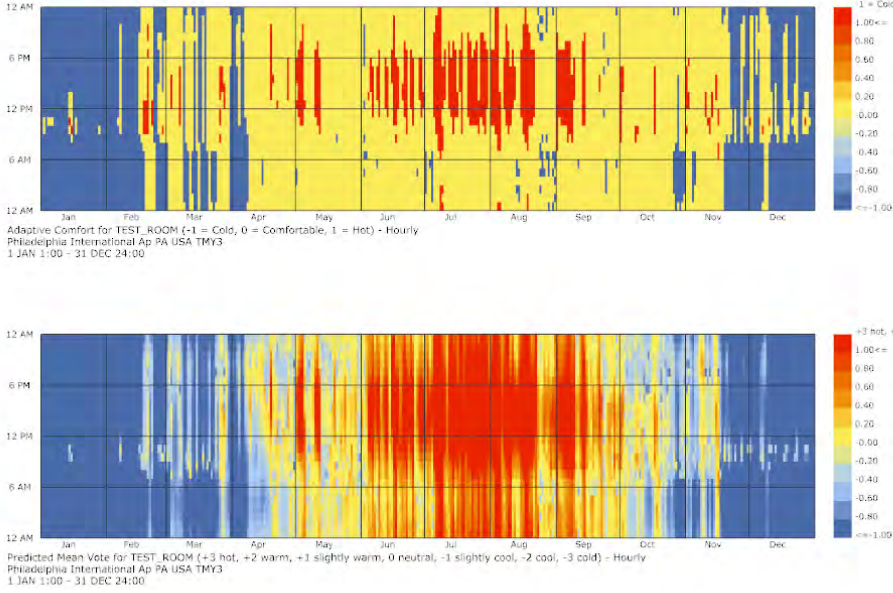 12 AM
6 PM
12 PM
6 AM
12 AM
Jan Feb Mar Apr May Jun Jul Aug Sep Oct Nov Dec
1 = Cold
1.00<=
0.80
0.60
0.40
0.20
-0.00
-0.20
-0.40
-0.60
-0.80
<=-1.00
Adaptive Comfort for TEST_ROOM (-1 = Cold, 0 = Comfortable, 1 = Hot) - Hourly
Philadelphia International Ap PA USA TMY3
1 JAN 1:00 - 31 DEC 24:00
12 AM
6 PM
12 PM
6 AM
12 AM
Jan Feb Mar Apr May Jun Jul Aug Sep Oct Nov Dec
+3 hot, +
1.00<=
0.80
0.60
0.40
0.20
-0.00
-0.20
-0.40
-0.60
-0.80
<=-1.00
Predicted Mean Vote for TEST_ROOM (+3 hot, +2 warm, +1 slightly warm, 0 neutral, -1 slightly cool, -2 cool, -3 cold) - Hourly
Philadelphia International Ap PA USA TMY3
1 JAN 1:00 - 31 DEC 24:00